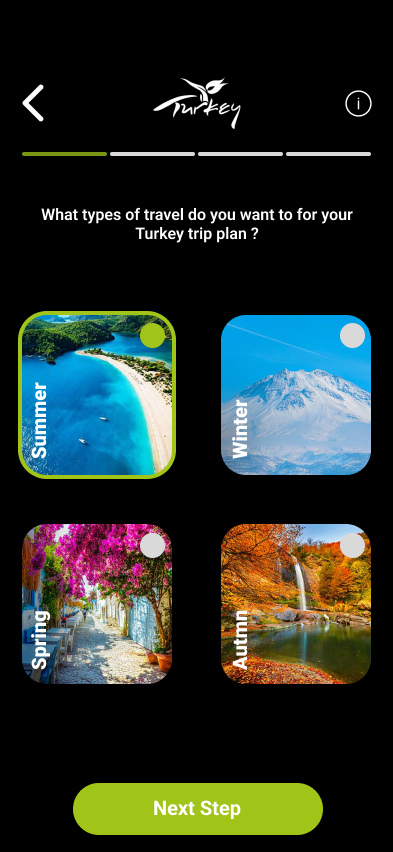 Turkey
i
What types of travel do you want to for your
Turkey trip plan ?
Summer
Winter
Spring
Autmn
Next Step